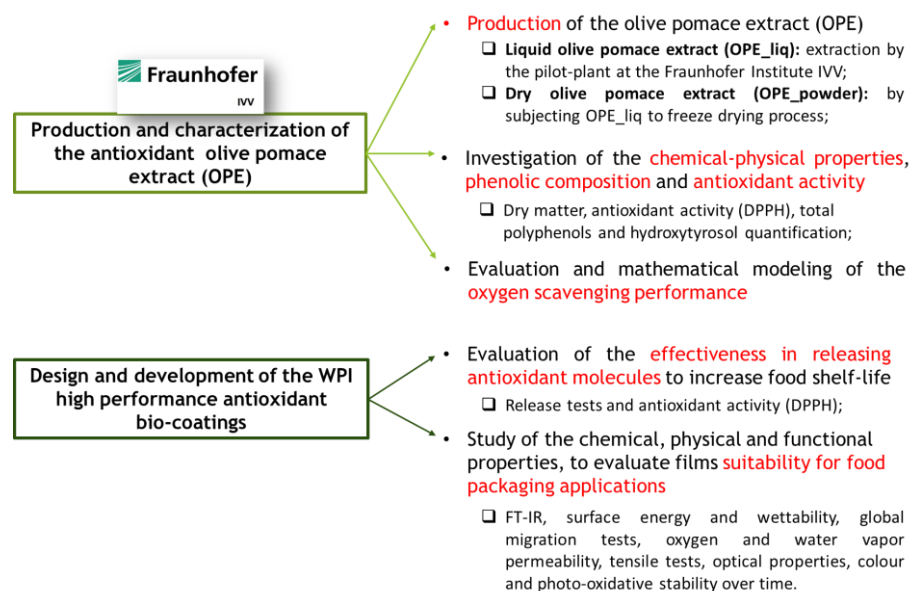 Fraunhofer
IVV
Production and characterization of
the antioxidant olive pomace
extract (OPE)
• Production of the olive pomace extract (OPE)
❑ Liquid olive pomace extract (OPE_liq): extraction by
the pilot-plant at the Fraunhofer Institute IVV;
❑ Dry olive pomace extract (OPE_powder): by
subjecting OPE_liq to freeze drying process;
• Investigation of the chemical-physical properties,
phenolic composition and antioxidant activity
❑ Dry matter, antioxidant activity (DPPH), total
polyphenols and hydroxytyrosol quantification;
• Evaluation and mathematical modeling of the
oxygen scavenging performance
Design and development of the WPI
high performance antioxidant
bio-coatings
• Evaluation of the effectiveness in releasing
antioxidant molecules to increase food shelf-life
❑ Release tests and antioxidant activity (DPPH);
• Study of the chemical, physical and functional
properties, to evaluate films suitability for food
packaging applications
❑ FT-IR, surface energy and wettability, global
migration tests, oxygen and water vapor
permeability, tensile tests, optical properties, colour
and photo-oxidative stability over time.